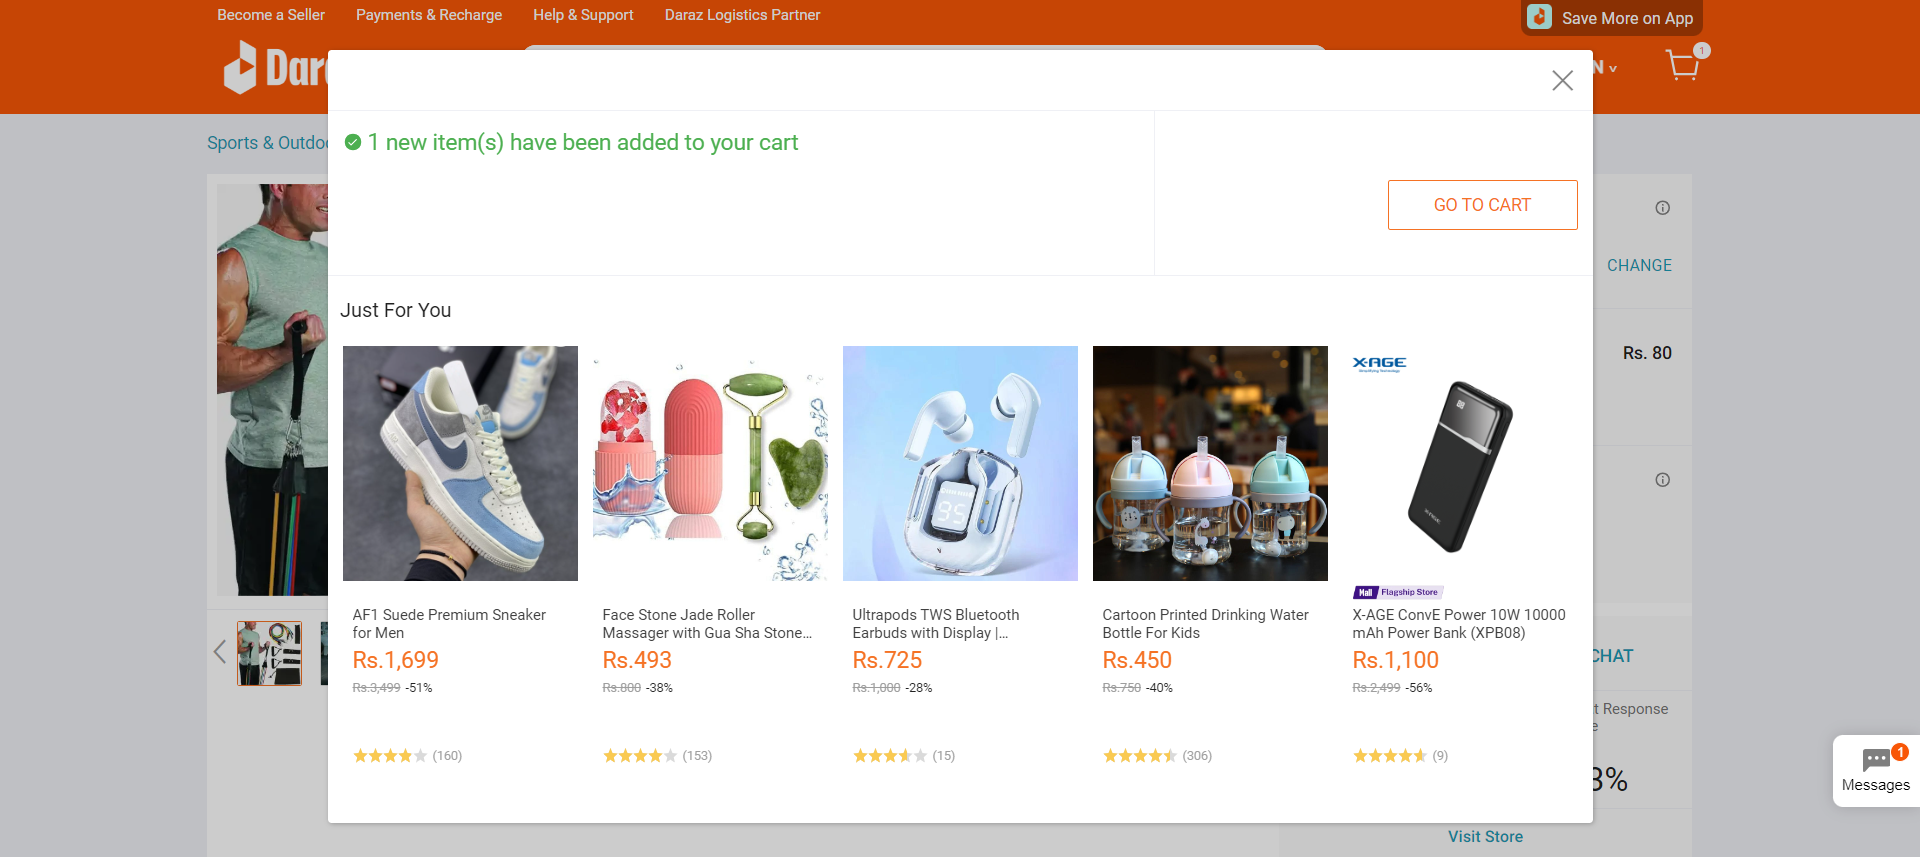 Become a Seller
Payments & Recharge
Help & Support
Daraz Logistics Partner
Save More on App
1
Sports & Outdoo
1 new item(s) have been added to your cart
GO TO CART
CHANGE
Rs. 80
Just For You
X-AGE
Simplifying Technology
95
X-AGE
Mall Flagship Store
AF1 Suede Premium Sneaker
for Men
Rs.1,699
Rs.3,499 -51%
(160)
Face Stone Jade Roller
Massager with Gua Sha Stone...
Rs.493
Rs.800 -38%
(153)
Ultrapods TWS Bluetooth
Earbuds with Display |...
Rs.725
Rs.1,000 -28%
(15)
Cartoon Printed Drinking Water
Bottle For Kids
Rs.450
Rs.750 -40%
(306)
X-AGE ConvE Power 10W 10000
mAh Power Bank (XPB08)
Rs.1,100
Rs.2,499 -56%
(9)
CHAT
t Response
e
%
Visit Store
1
Messages